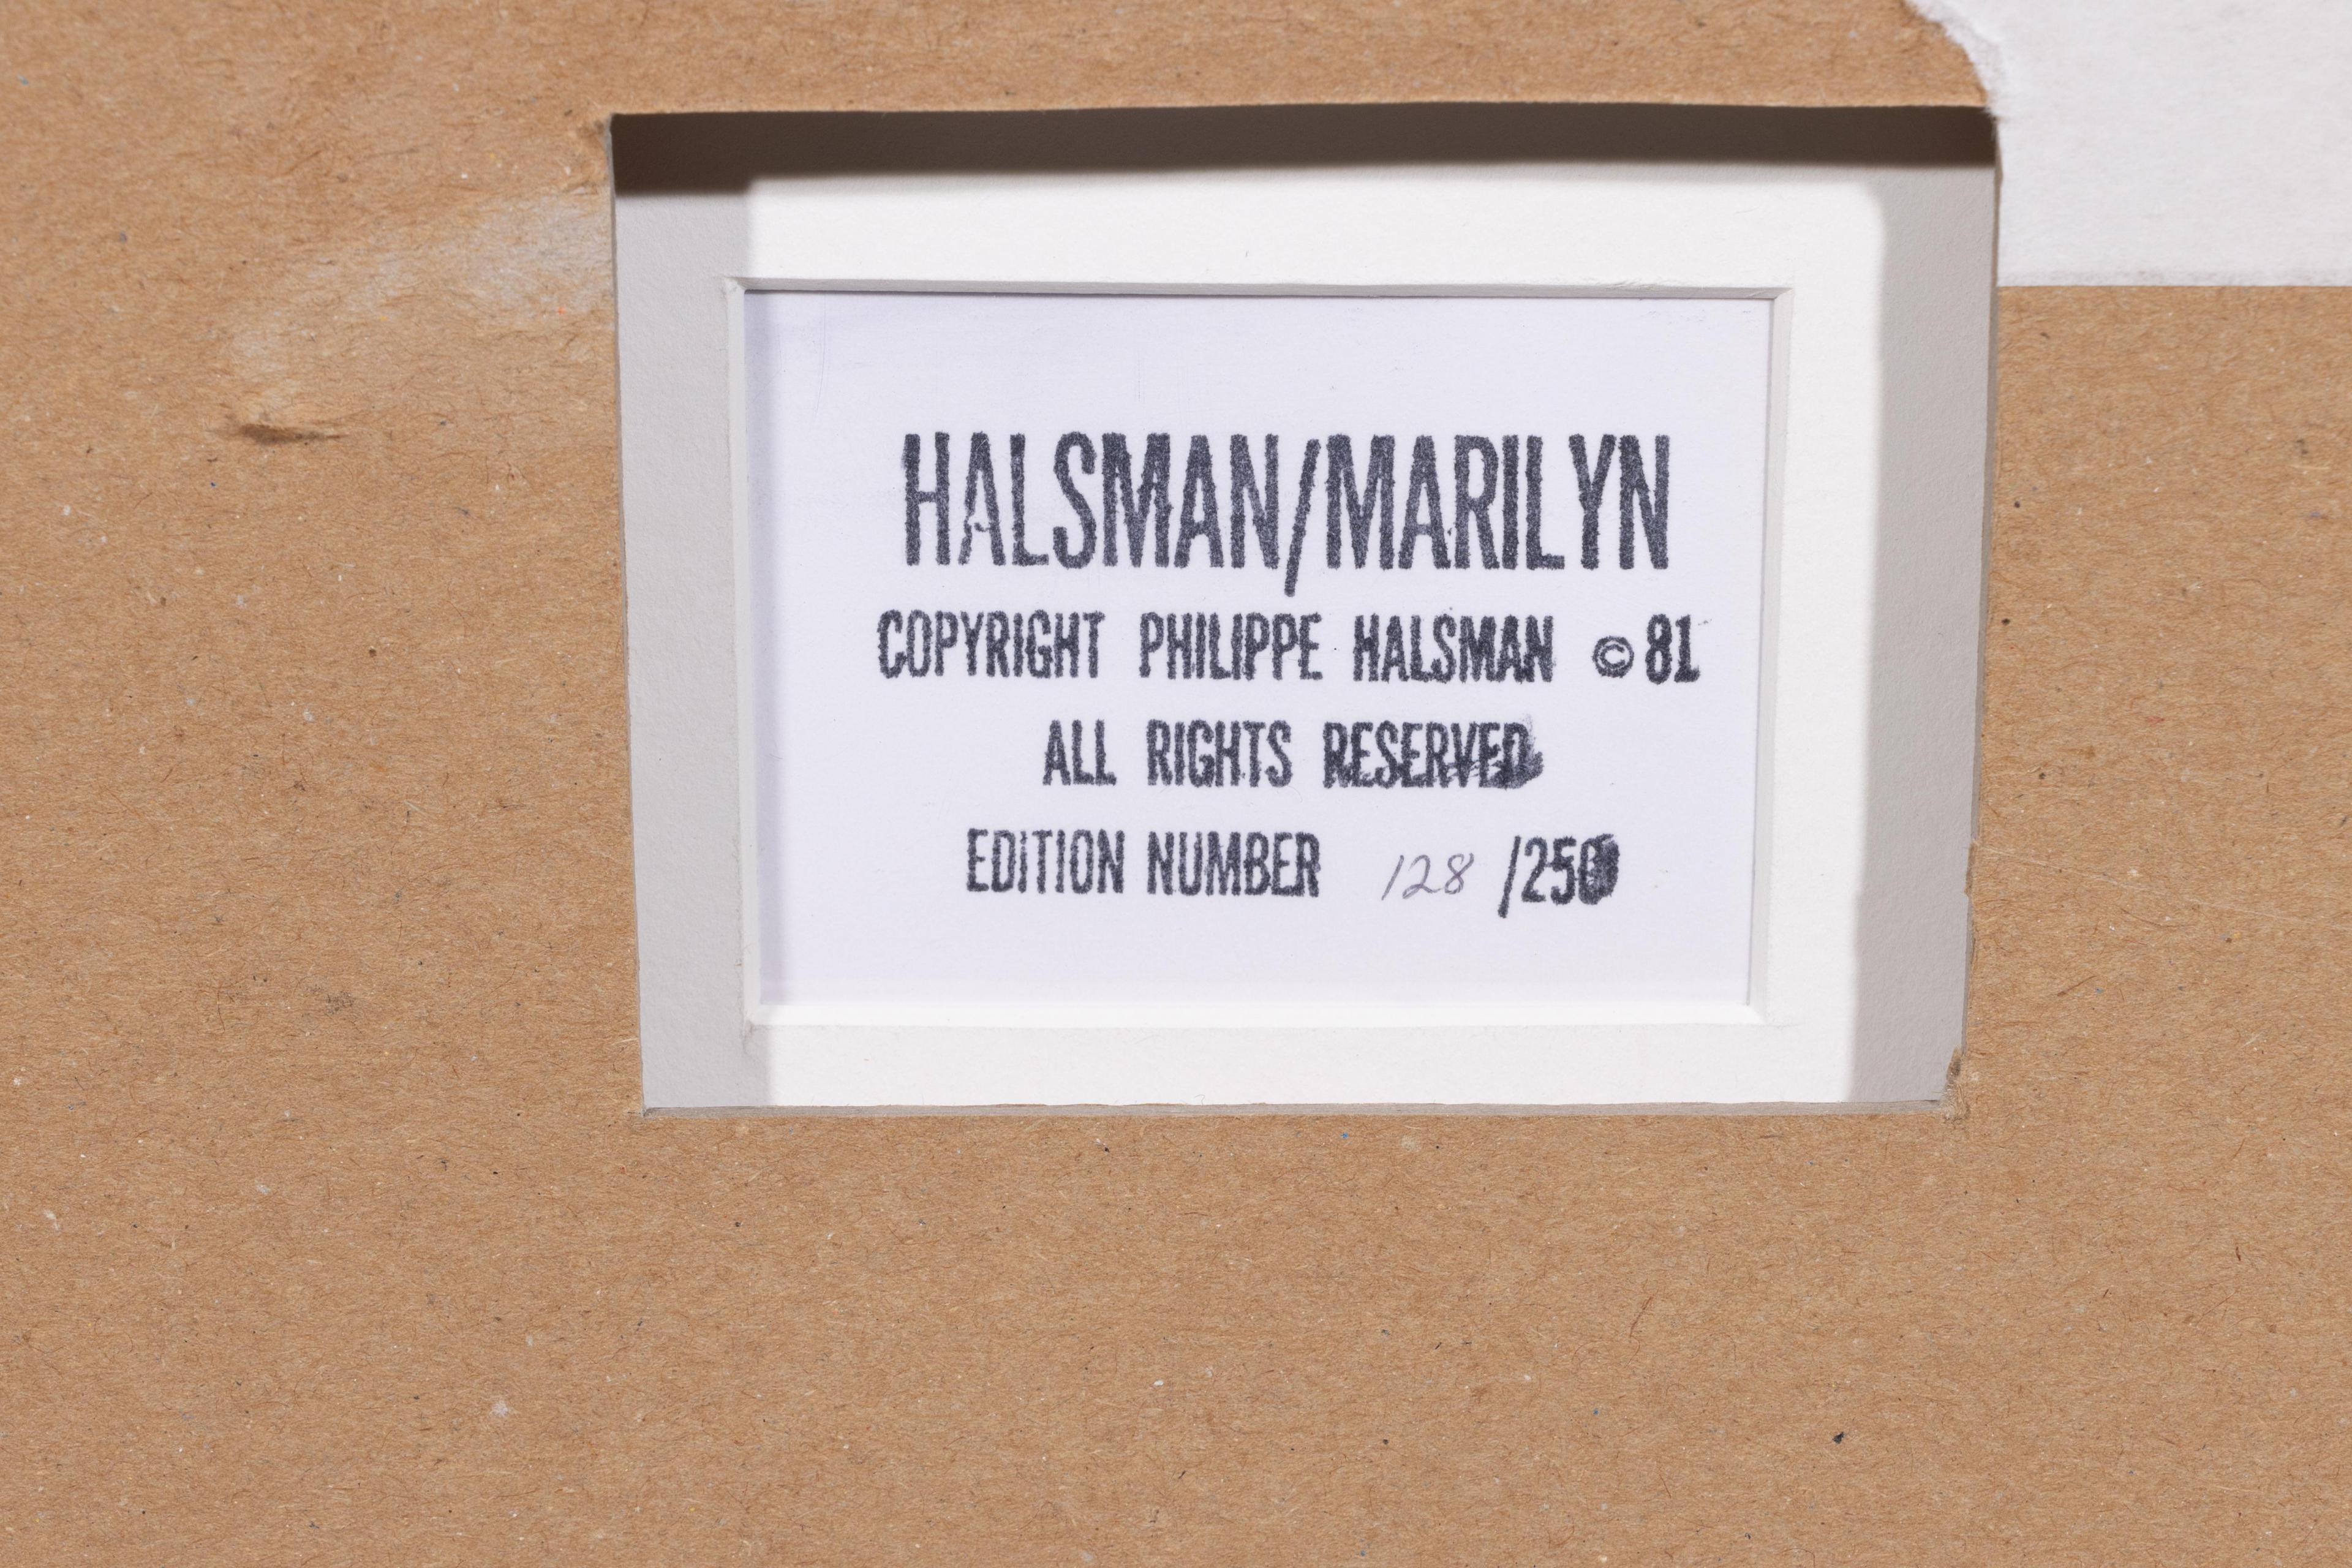 HALSMAN/MARILYN
COPYRIGHT PHILIPPE HALSMAN © 81
ALL RIGHTS RESERVED
EDITION NUMBER 128 /250